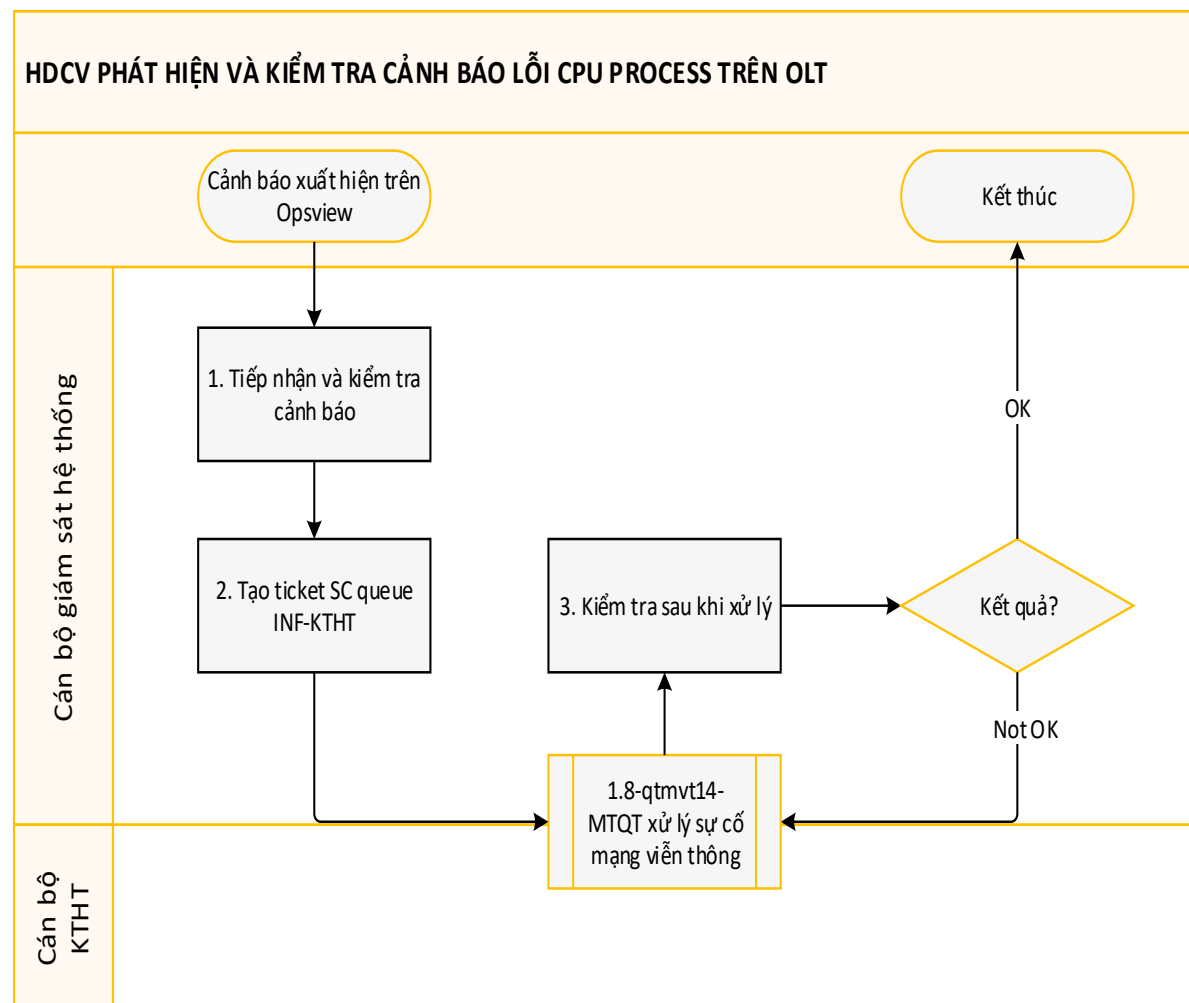 HDCV PHÁT HIỆN VÀ KIỂM TRA CẢNH BÁO LỖI CPU PROCESS TRÊN OLT
Cảnh báo xuất hiện trên
Opsview
Kết thúc
Cán bộ giám sát hệ thống
1. Tiếp nhận và kiểm tra
cảnh báo
OK
2. Tạo ticket SC queue
INF-KTHT
3. Kiểm tra sau khi xử lý
Kết quả?
Not OK
1.8-qtmvt14-
MTQT xử lý sự cố
mạng viễn thông
Cán bộ
KTHT